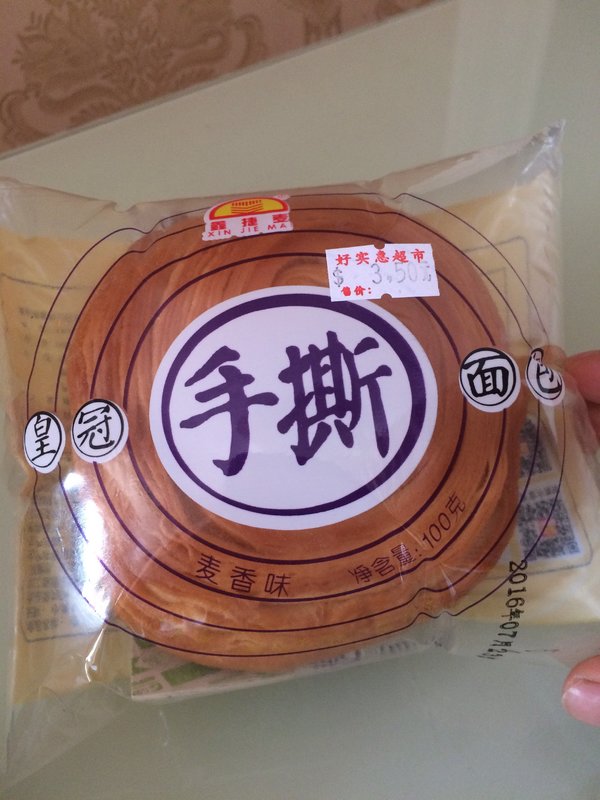 鑫捷麦
XIN JIE MA
好实惠超市
$ 3.50元
售价:
皇冠
手撕
面包
麦香味
净含量:100克
2016年07月